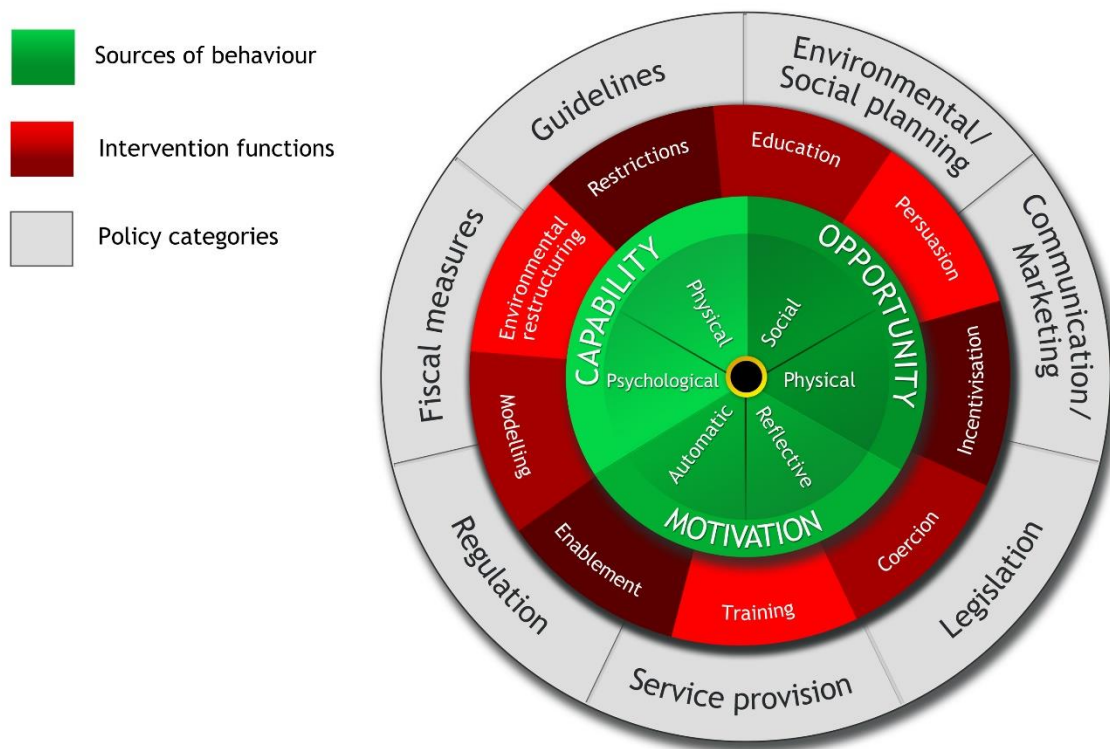 Sources of behaviour
Intervention functions
Policy categories
Guidelines
Environmental/
Social planning
Communication/
Marketing
Legislation
Service provision
Regulation
Fiscal measures
Restrictions
Education
Persuasion
Incentivisation
Coercion
Training
Enablement
Modelling
Environmental
restructuring
CAPABILITY
OPPORTUNITY
MOTIVATION
Physical
Social
Psychological
Physical
Automatic
Reflective